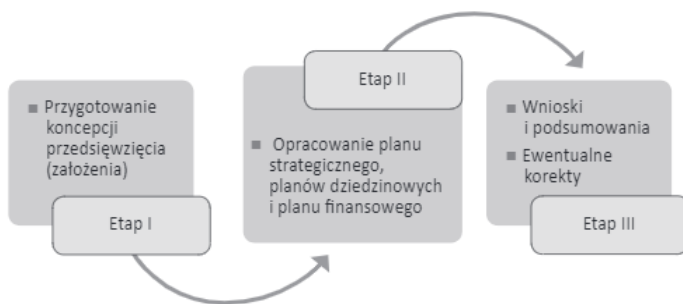 ■ Przygotowanie
koncepcji
przedsięwzięcia
(założenia)
Etap I
Etap II
■ Opracowanie planu
strategicznego,
planów dziedzinowych
i planu finansowego
■ Wnioski
i podsumowania
■ Ewentualne
korekty
Etap III